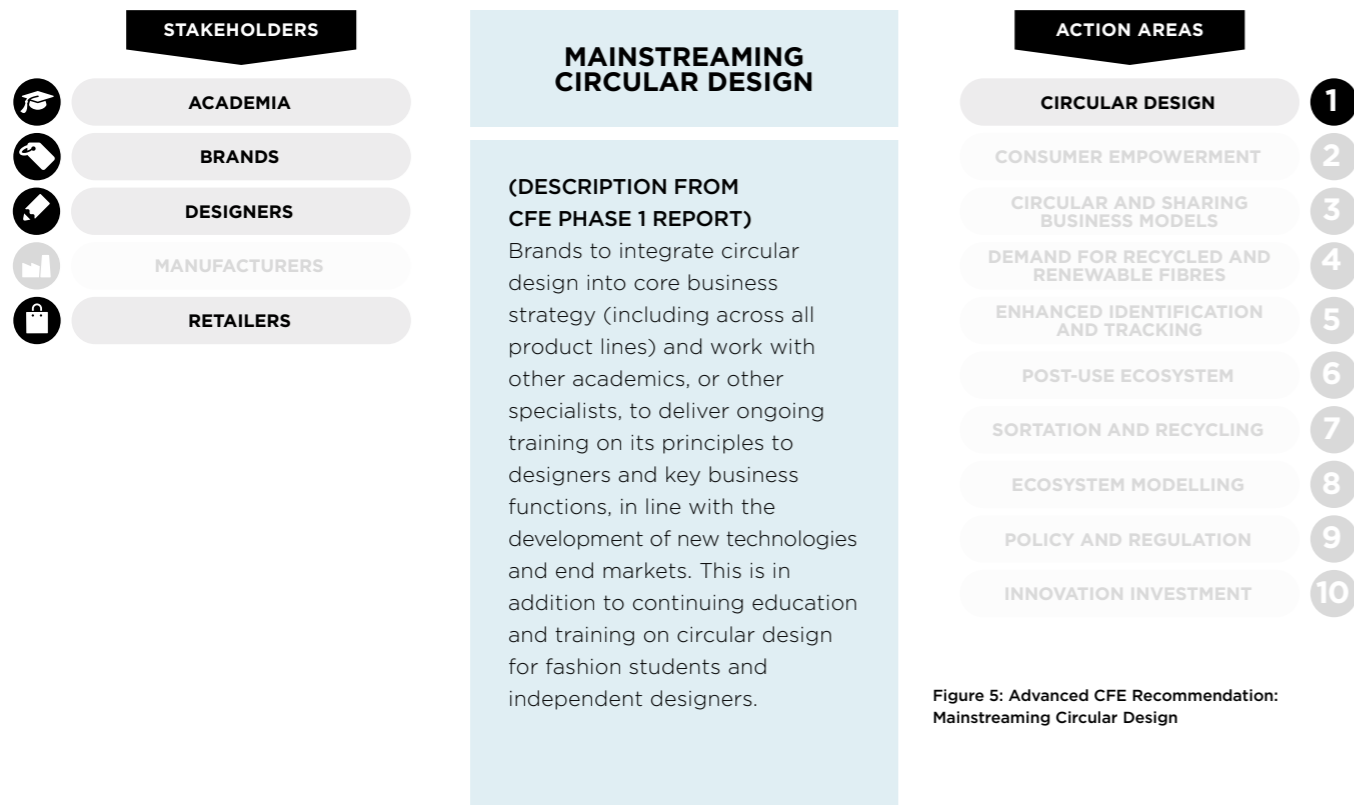 STAKEHOLDERS
ACADEMIA
BRANDS
DESIGNERS
MANUFACTURERS
RETAILERS
MAINSTREAMING
CIRCULAR DESIGN
(DESCRIPTION FROM
CFE PHASE 1 REPORT)
Brands to integrate circular
design into core business
strategy (including across all
product lines) and work with
other academics, or other
specialists, to deliver ongoing
training on its principles to
designers and key business
functions, in line with the
development of new technologies
and end markets. This is in
addition to continuing education
and training on circular design
for fashion students and
independent designers.
ACTION AREAS
CIRCULAR DESIGN 1
CONSUMER EMPOWERMENT 2
CIRCULAR AND SHARING
BUSINESS MODELS 3
DEMAND FOR RECYCLED AND
RENEWABLE FIBRES 4
ENHANCED IDENTIFICATION
AND TRACKING 5
POST-USE ECOSYSTEM 6
SORTATION AND RECYCLING 7
ECOSYSTEM MODELLING 8
POLICY AND REGULATION 9
INNOVATION INVESTMENT 10
Figure 5: Advanced CFE Recommendation:
Mainstreaming Circular Design